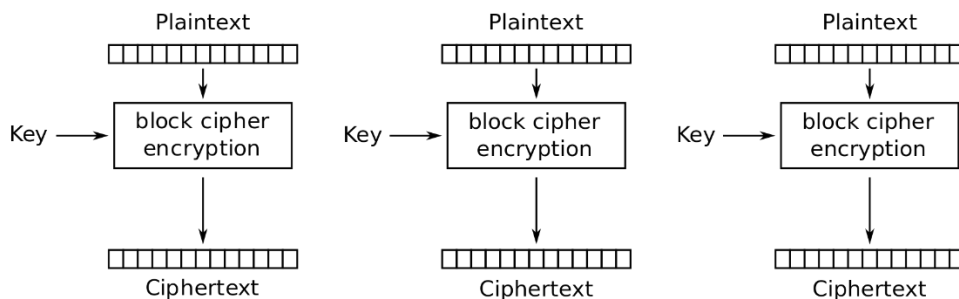 Plaintext
Plaintext
Plaintext
Key
block cipher
encryption
Key
block cipher
encryption
Key
block cipher
encryption
Ciphertext
Ciphertext
Ciphertext